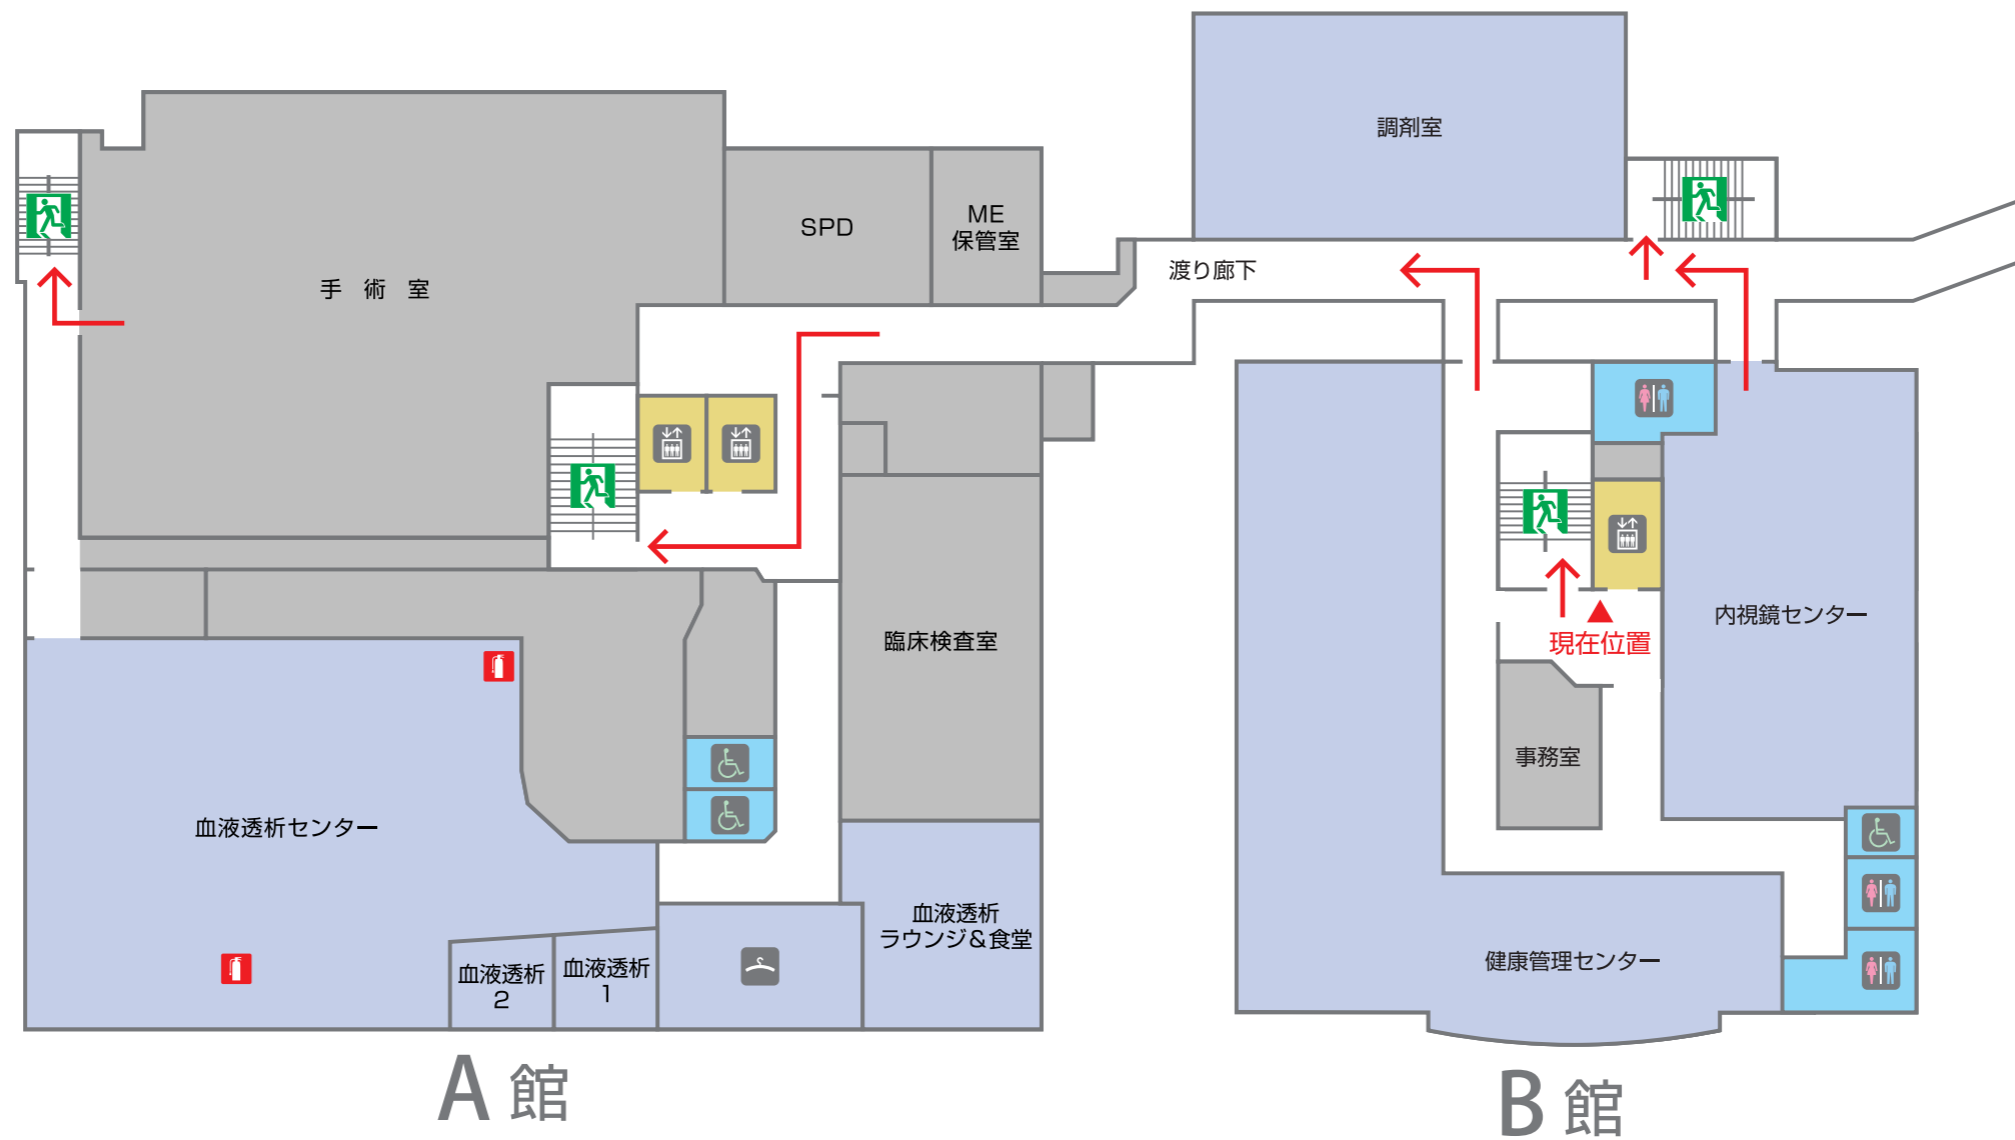 調剤室
SPD
ME
保管室
渡り廊下
手 術 室
内視鏡センター
現在位置
臨床検査室
事務室
血液透析センター
血液透析
ラウンジ&食堂
血液透析
2
血液透析
1
健康管理センター
A 館
B 館